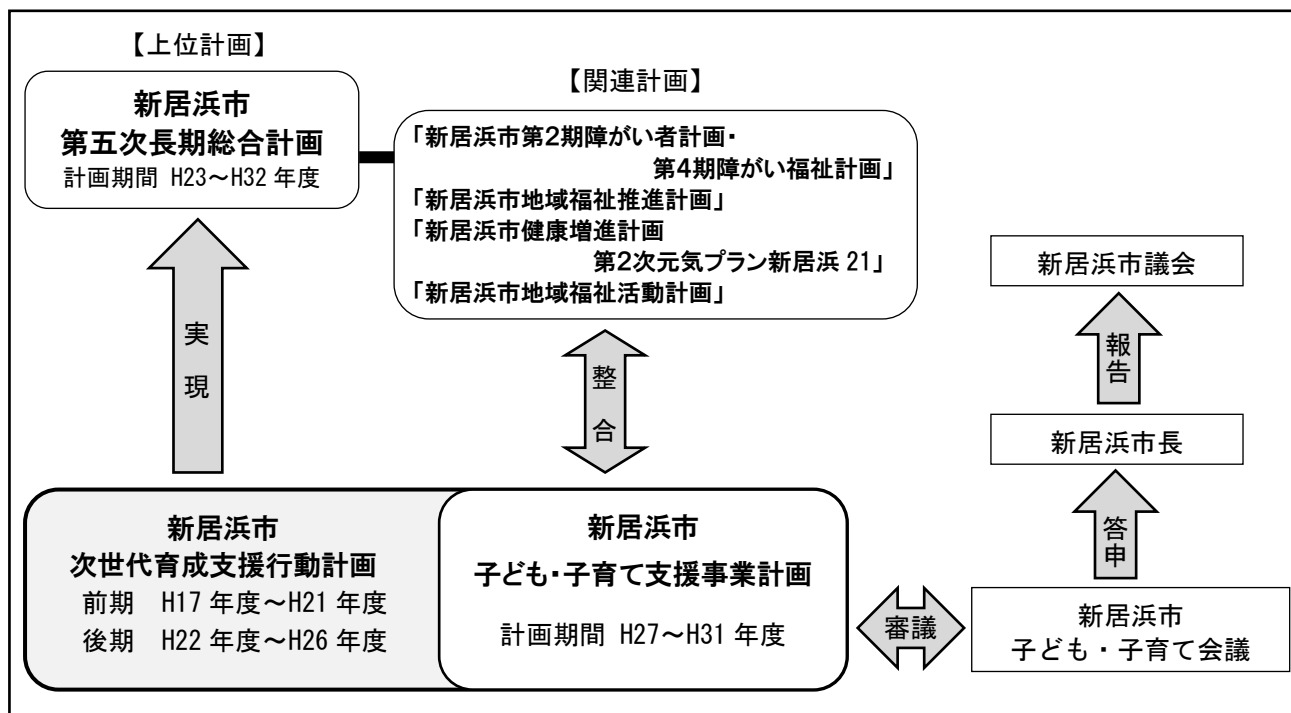 【上位計画】
新居浜市
第五次長期総合計画
計画期間 H23～H32 年度
【関連計画】
「新居浜市第2期障がい者計画・
第4期障がい福祉計画」
「新居浜市地域福祉推進計画」
「新居浜市健康増進計画
第2次元気プラン新居浜 21」
「新居浜市地域福祉活動計画」
実現
整合
新居浜市議会
報告
新居浜市長
答申
新居浜市
次世代育成支援行動計画
前期 H17 年度～H21 年度
後期 H22 年度～H26 年度
新居浜市
子ども・子育て支援事業計画
計画期間 H27～H31 年度
審議
新居浜市
子ども・子育て会議